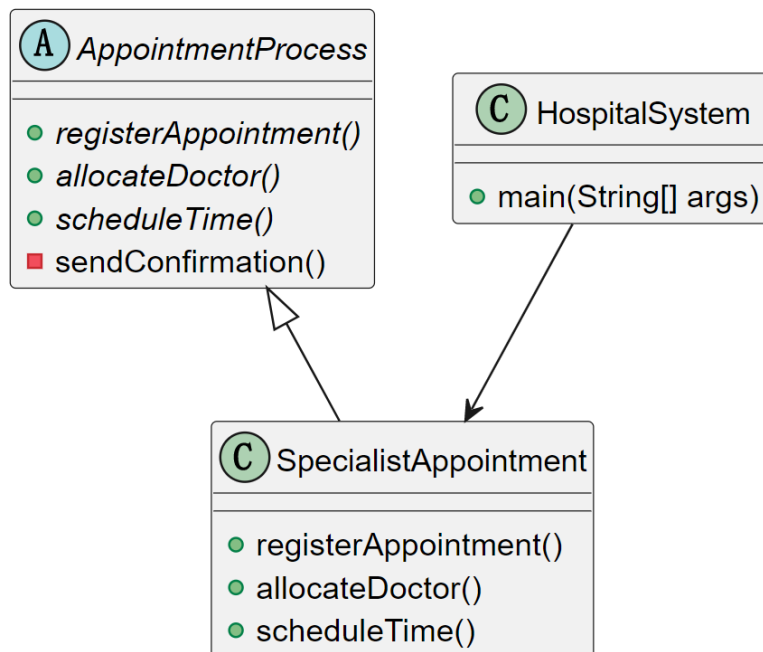 A AppointmentProcess
registerAppointment()
allocateDoctor()
scheduleTime()
sendConfirmation()
C HospitalSystem
main(String[] args)
C SpecialistAppointment
registerAppointment()
allocateDoctor()
scheduleTime()